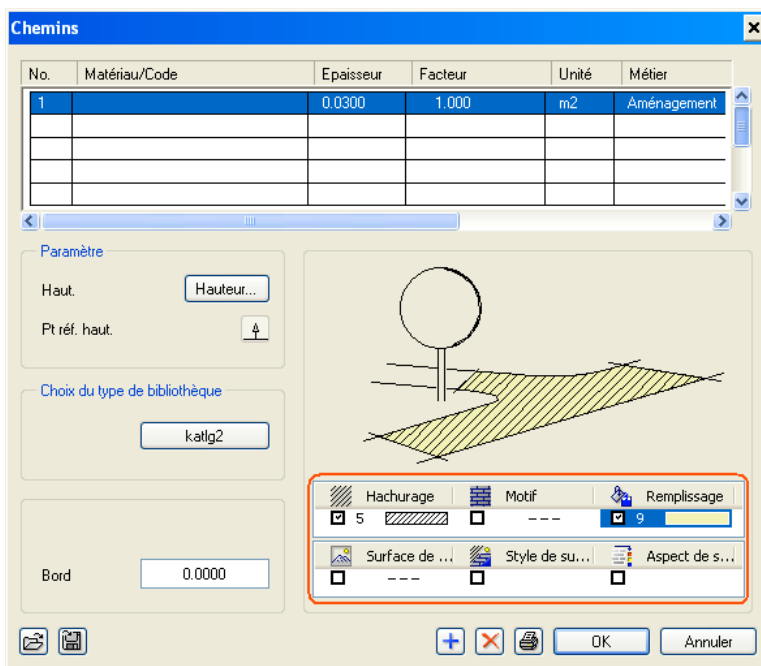 Chemins
No. Matériau/Code Epaisseur Facteur Unité Métier
1 0.0300 1.000 m2 Aménagement
Paramètre
Haut. Hauteur...
Pt réf. haut.
Choix du type de bibliothèque
katlg2
Hachurage Motif Remplissage
5 --- 9
Surface de ... Style de su... Aspect de s...
---
Bord 0.0000
OK Annuler